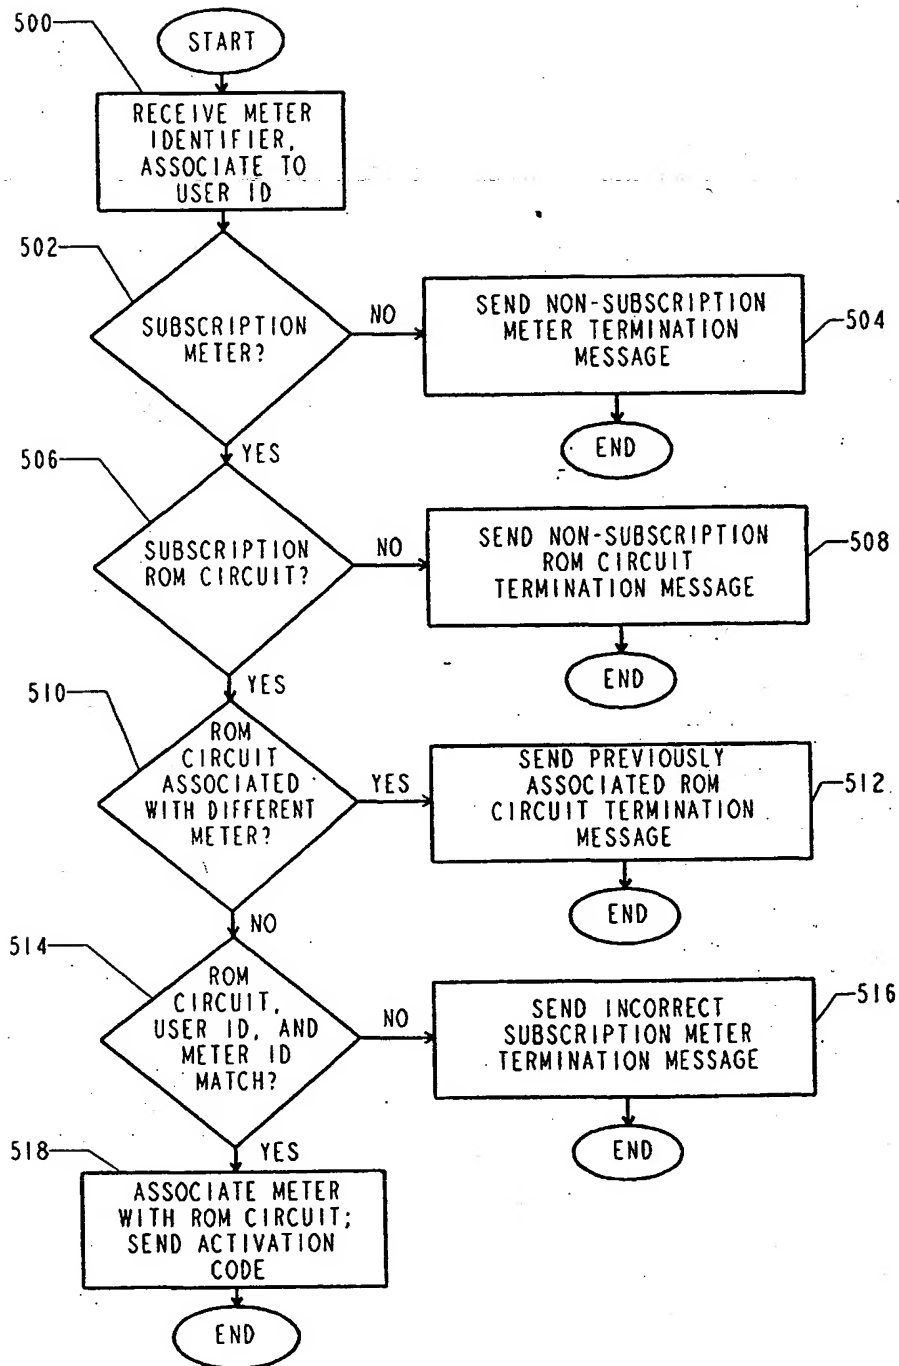 500
START
RECEIVE METER
IDENTIFIER,
ASSOCIATE TO
USER ID
502
SUBSCRIPTION
METER?
NO
SEND NON-SUBSCRIPTION
METER TERMINATION
MESSAGE
504
END
YES
506
SUBSCRIPTION
ROM CIRCUIT?
NO
SEND NON-SUBSCRIPTION
ROM CIRCUIT
TERMINATION MESSAGE
508
END
YES
510
ROM
CIRCUIT
ASSOCIATED
WITH DIFFERENT
METER?
YES
SEND PREVIOUSLY
ASSOCIATED ROM
CIRCUIT TERMINATION
MESSAGE
512
END
NO
514
ROM
CIRCUIT,
USER ID, AND
METER ID
MATCH?
NO
SEND INCORRECT
SUBSCRIPTION METER
TERMINATION MESSAGE
516
END
YES
518
ASSOCIATE METER
WITH ROM CIRCUIT;
SEND ACTIVATION
CODE
END